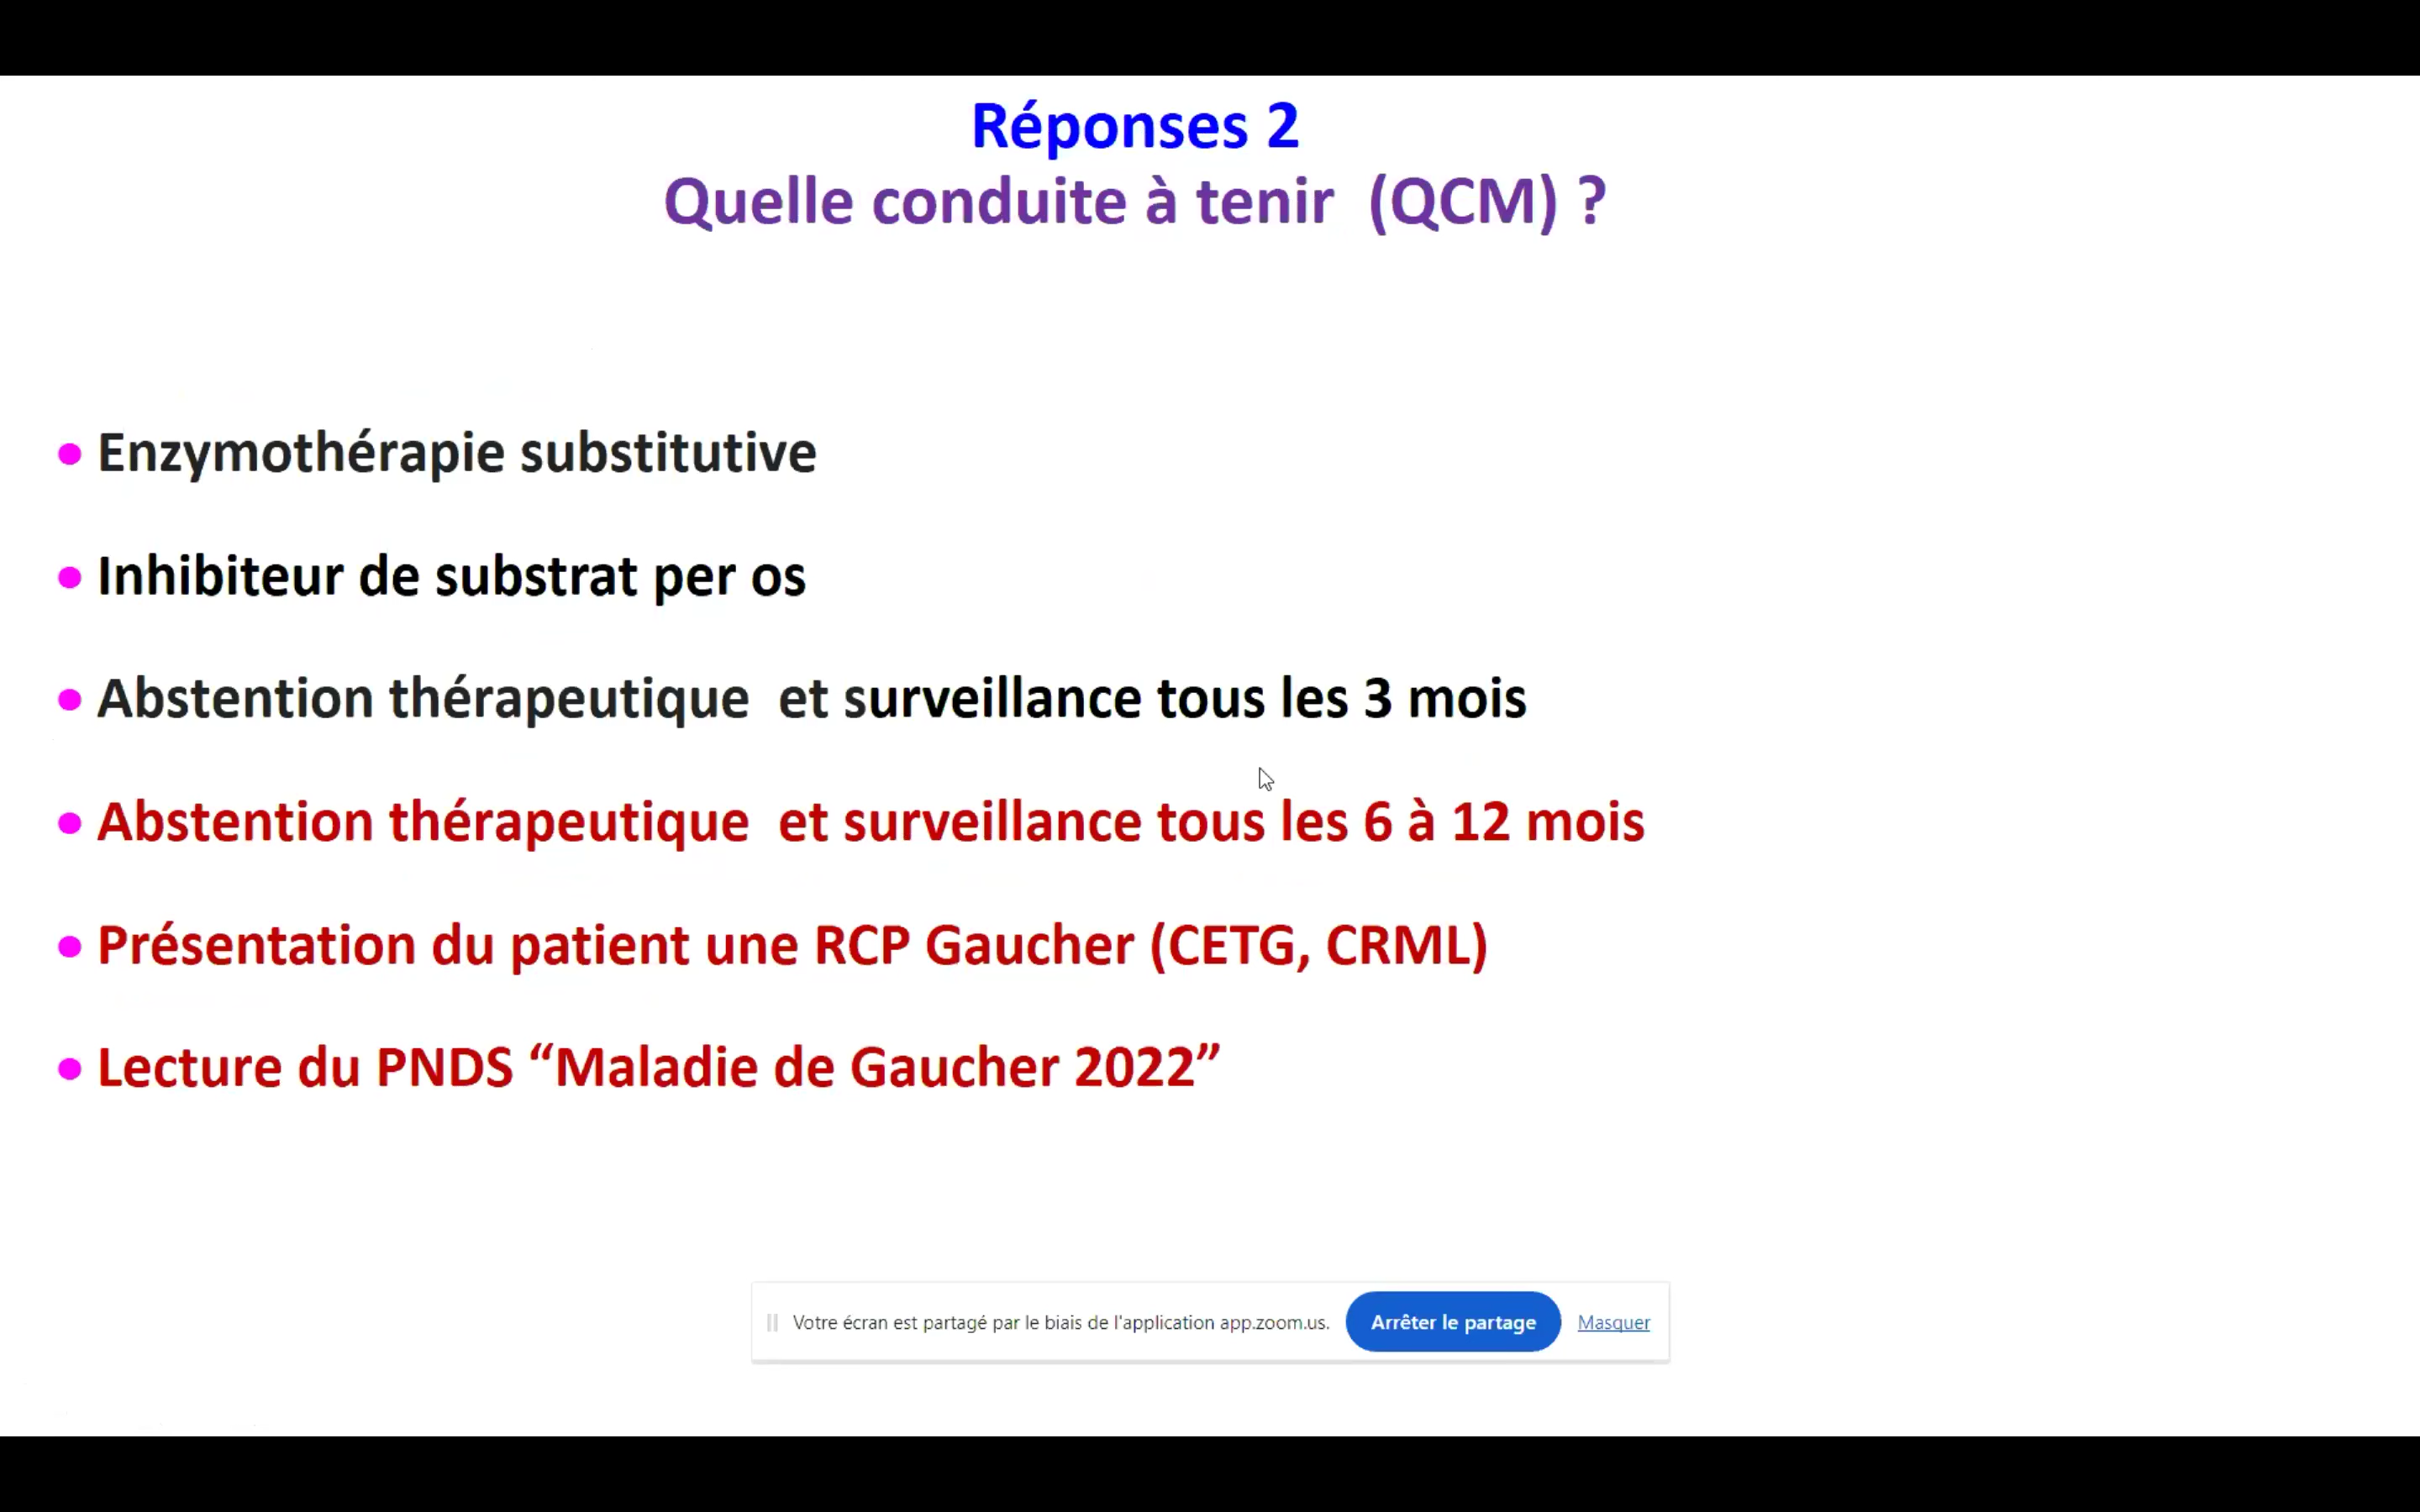 Réponses 2
Quelle conduite à tenir (QCM) ?
• Enzymothérapie substitutive
• Inhibiteur de substrat per os
• Abstention thérapeutique et surveillance tous les 3 mois
• Abstention thérapeutique et surveillance tous les 6 à 12 mois
• Présentation du patient une RCP Gaucher (CETG, CRML)
• Lecture du PNDS “Maladie de Gaucher 2022”
Votre écran est partagé par le biais de l'application app.zoom.us. Arrêter le partage Masquer